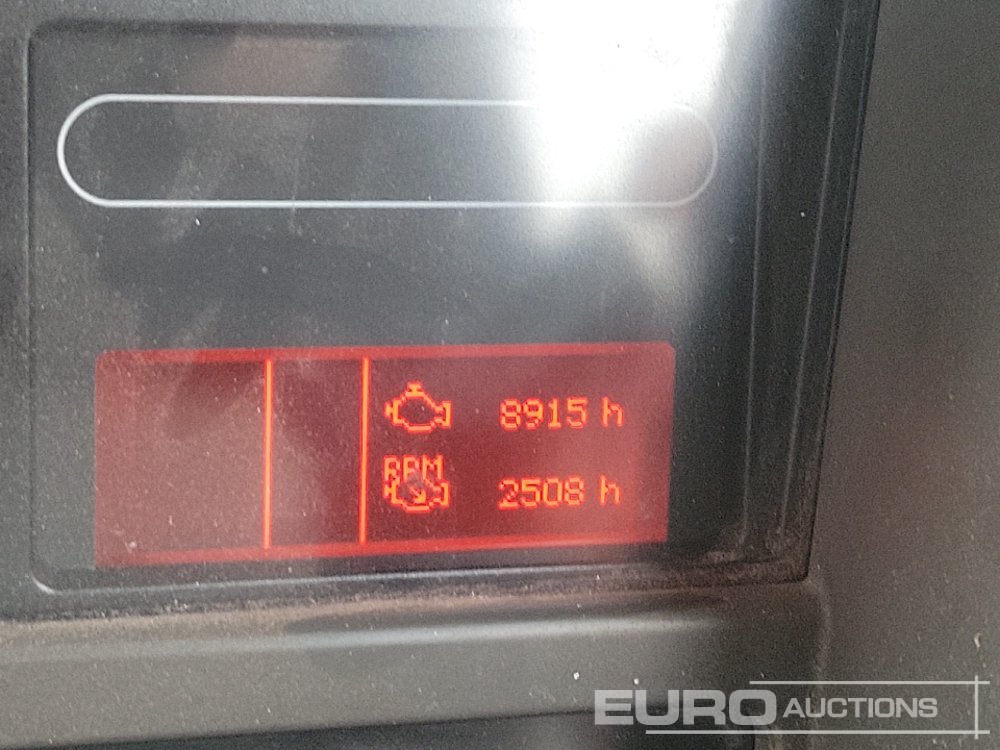 8915 h
RPM
2508 h
EURO AUCTIONS